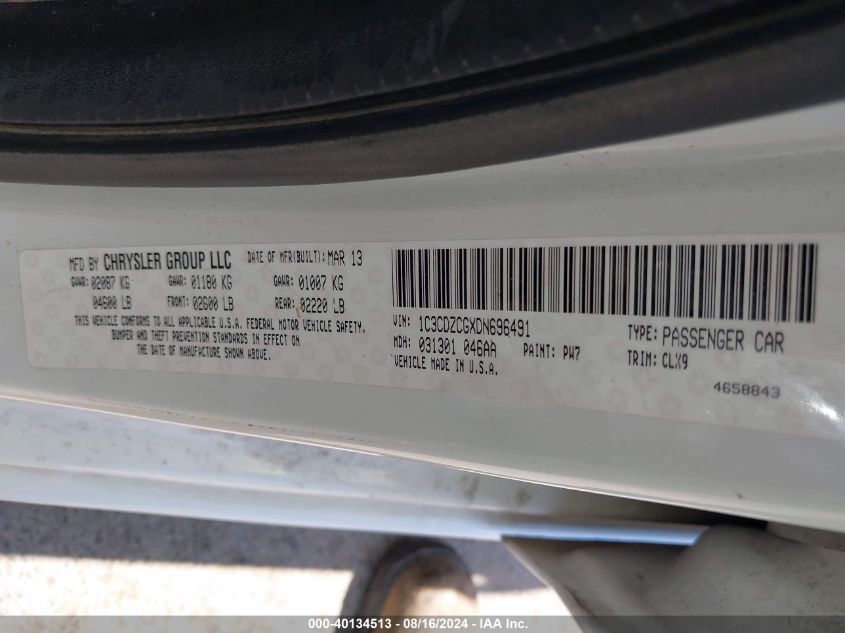 MFD BY CHRYSLER GROUP LLC DATE OF MFR(BUILT): MAR 13
GVWR: 02087 KG GAWR: 01180 KG GAWR: 01007 KG
04600 LB FRONT: 02600 LB REAR: 02220 LB
THIS VEHICLE CONFORMS TO ALL APPLICABLE U.S.A. FEDERAL MOTOR VEHICLE SAFETY,
BUMPER AND THEFT PREVENTION STANDARDS IN EFFECT ON
THE DATE OF MANUFACTURE SHOWN ABOVE.
VIN: 1C3CDZCGXDN696491 TYPE: PASSENGER CAR
MDH: 031301 046AA PAINT: PW7 TRIM: CLX9
VEHICLE MADE IN U.S.A.
4658843
000-40134513 - 08/16/2024 - IAAI Inc.